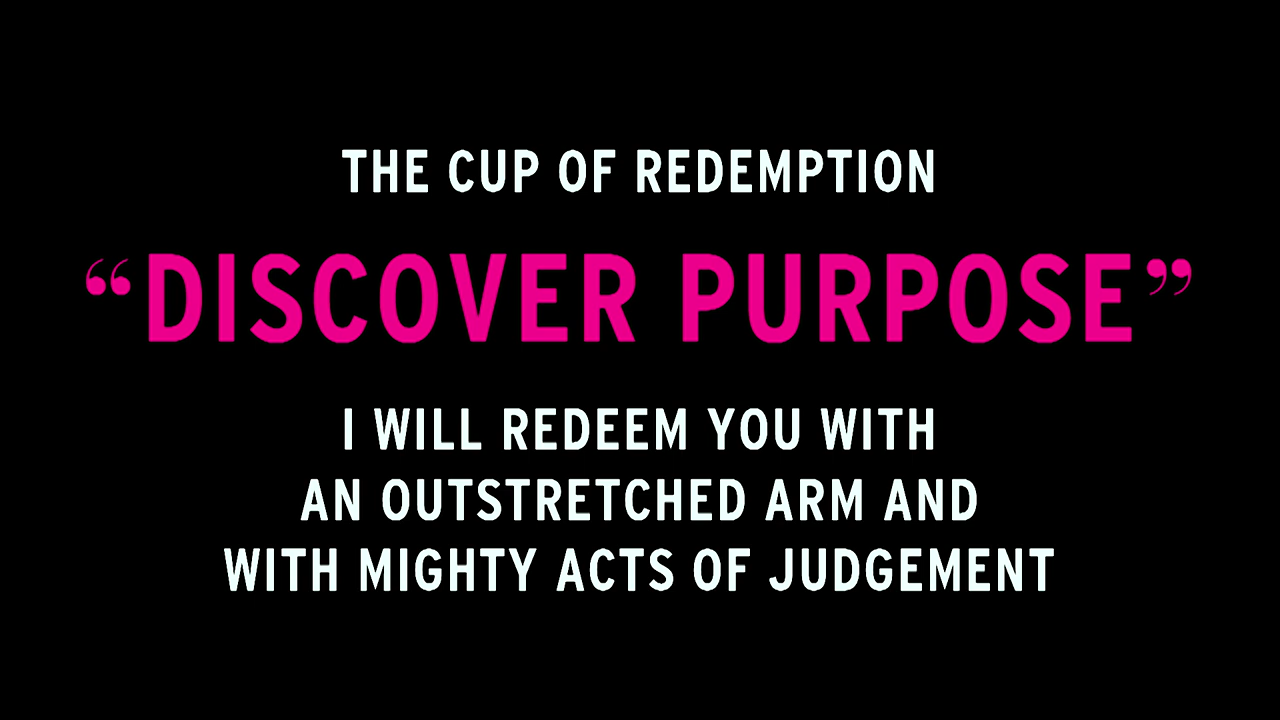 THE CUP OF REDEMPTION
“DISCOVER PURPOSE”
I WILL REDEEM YOU WITH
AN OUTSTRETCHED ARM AND
WITH MIGHTY ACTS OF JUDGEMENT